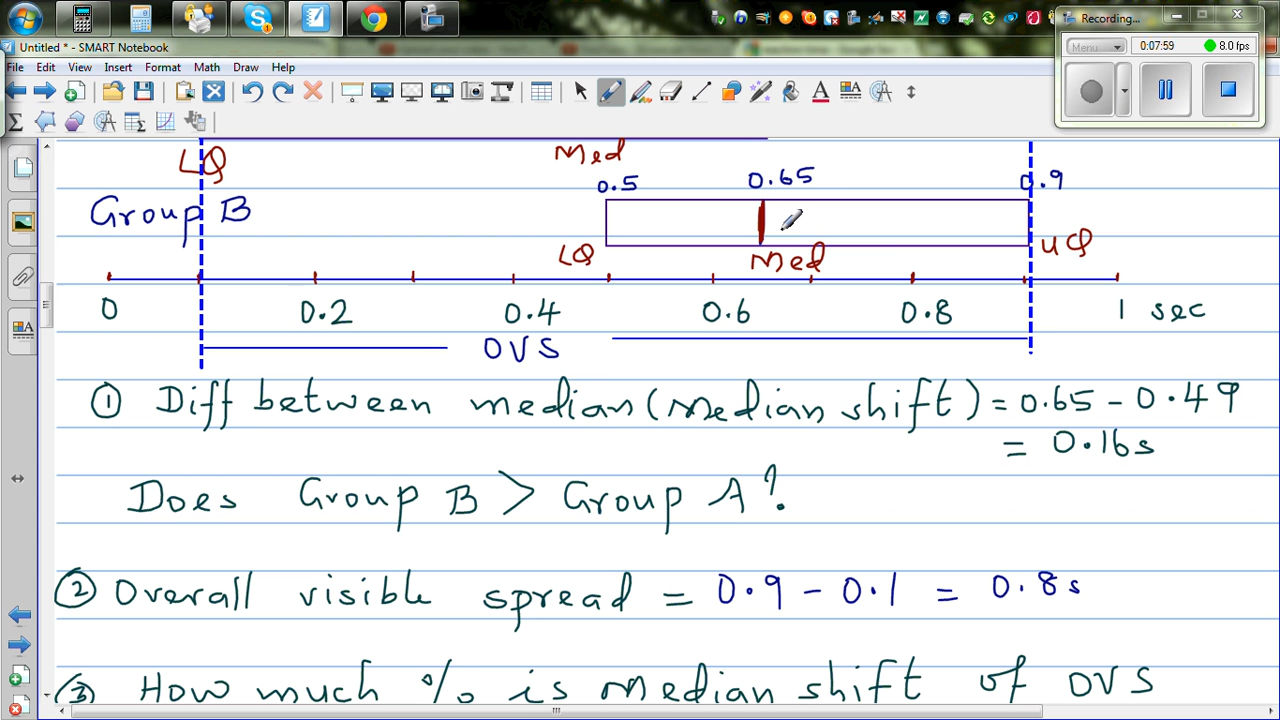 Recording...
Untitled * - SMART Notebook
Menu
0:07:59
8.0 fps
File Edit View Insert Format Math Draw Help
LQ
Med
0.5 0.65 0.9
Group B
LQ Med UQ
0 0.2 0.4 0.6 0.8 1 sec
OVS
① Diff between median (Median shift) = 0.65 - 0.49
= 0.16s
Does Group B > Group A?
② Overall visible spread = 0.9 - 0.1 = 0.8s
③ How much % is median shift of OVS